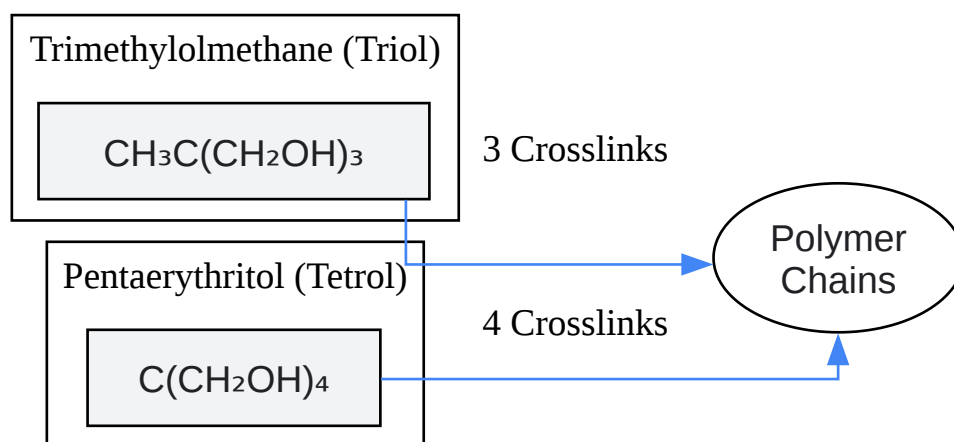 Trimethylolmethane (Triol)
CH₃C(CH₂OH)₃
3 Crosslinks
Polymer
Chains
Pentaerythritol (Tetrol)
4 Crosslinks
C(CH₂OH)₄